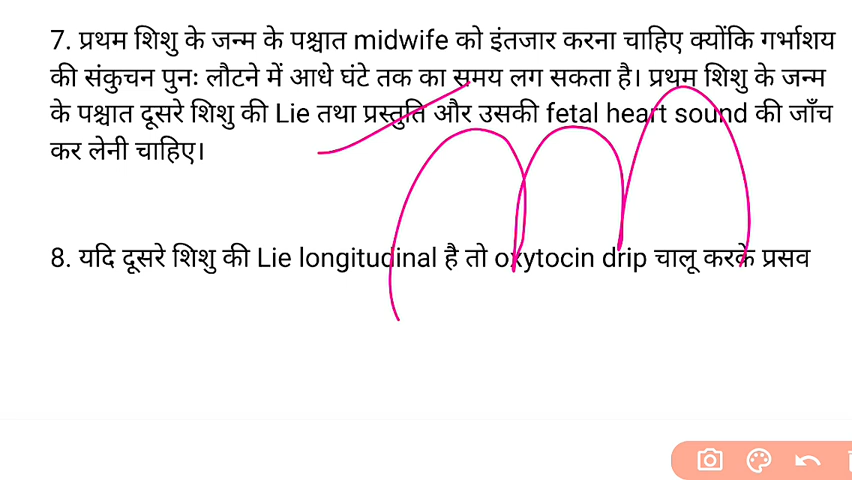 7. प्रथम शिशु के जन्म के पश्चात midwife को इंतजार करना चाहिए क्योंकि गर्भाशय
की संकुचन पुनः लौटने में आधे घंटे तक का समय लग सकता है। प्रथम शिशु के जन्म
के पश्चात दूसरे शिशु की Lie तथा प्रस्तुति और उसकी fetal heart sound की जाँच
कर लेनी चाहिए।
8. यदि दूसरे शिशु की Lie longitudinal है तो oxytocin drip चालू करके प्रसव